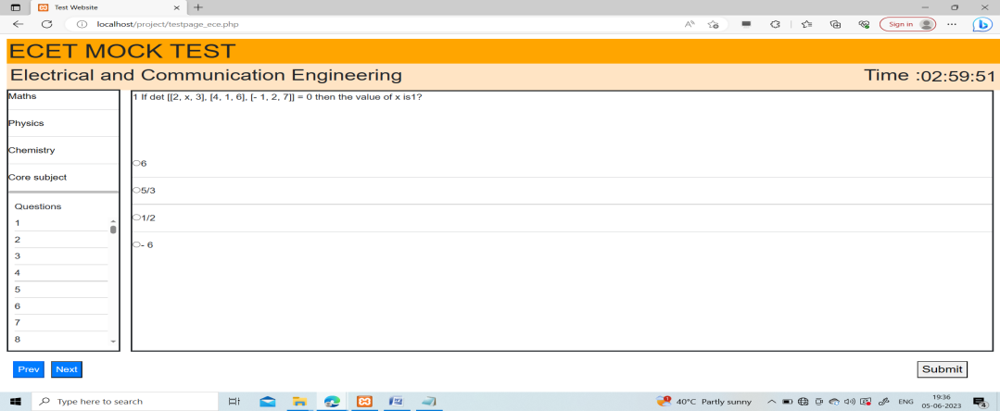 Test Website
localhost/project/testpage_ece.php
Sign in
ECET MOCK TEST
Electrical and Communication Engineering
Time :02:59:51
Maths
Physics
Chemistry
Core subject
Questions
1
2
3
4
5
6
7
8
1 If det [[2, x, 3], [4, 1, 6], [- 1, 2, 7]] = 0 then the value of x is1?
6
5/3
1/2
- 6
Prev Next
Submit
Type here to search
40°C Partly sunny
ENG
19:36
05-06-2023
4